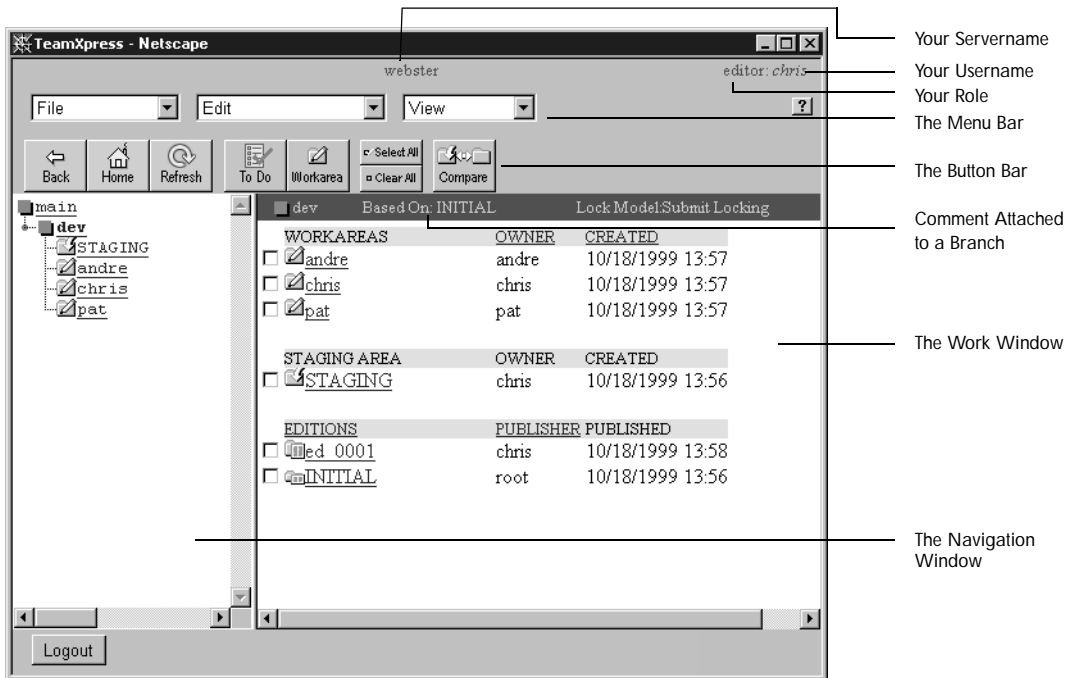 TeamXpress - Netscape
webster
editor: chris
File Edit View ?
Back Home Refresh To Do Workarea Select All Clear All Compare
main
dev
STAGING
andre
chris
pat
dev Based On: INITIAL Lock Model:Submit Locking
WORKAREAS OWNER CREATED
andre andre 10/18/1999 13:57
chris chris 10/18/1999 13:57
pat pat 10/18/1999 13:57
STAGING AREA OWNER CREATED
STAGING chris 10/18/1999 13:56
EDITIONS PUBLISHER PUBLISHED
ed_0001 chris 10/18/1999 13:58
INITIAL root 10/18/1999 13:56
Logout
Your Servername
Your Username
Your Role
The Menu Bar
The Button Bar
Comment Attached
to a Branch
The Work Window
The Navigation
Window